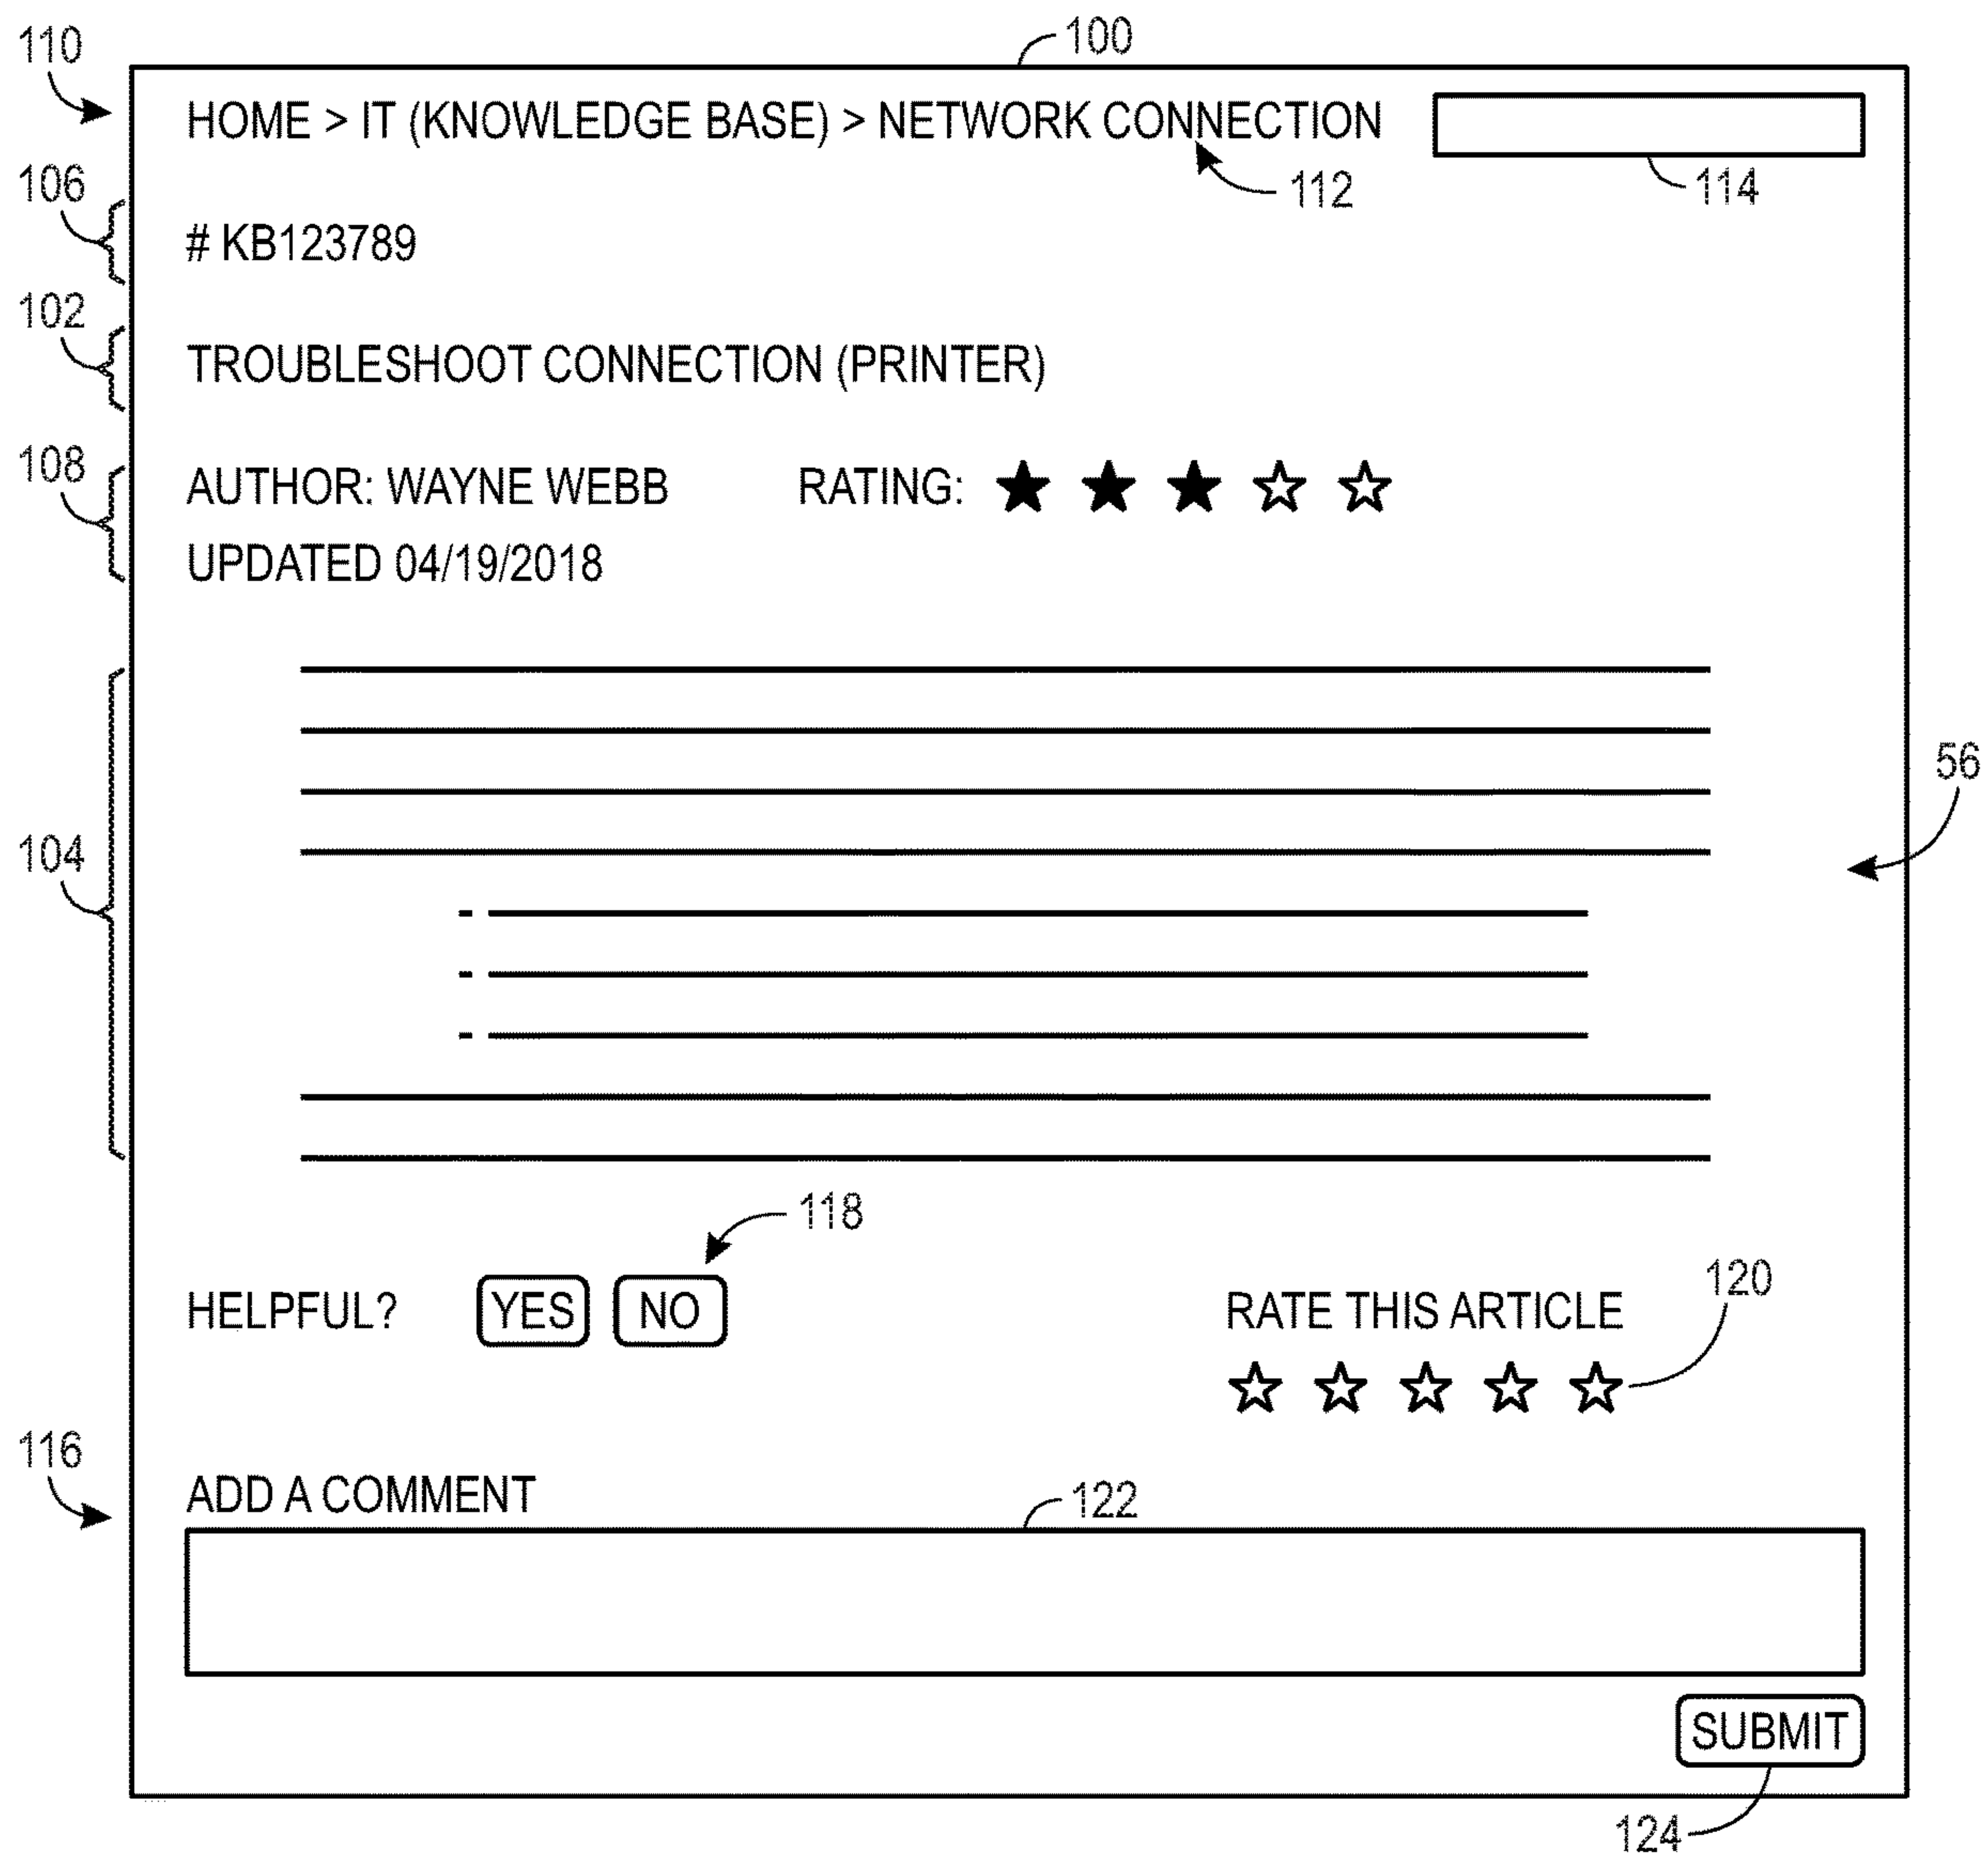 100
110
HOME > IT (KNOWLEDGE BASE) > NETWORK CONNECTION
112
114
106
# KB123789
102
TROUBLESHOOT CONNECTION (PRINTER)
108
AUTHOR: WAYNE WEBB RATING:
UPDATED 04/19/2018
56
104
118
HELPFUL? YES NO
RATE THIS ARTICLE
120
116
ADD A COMMENT
122
SUBMIT
124